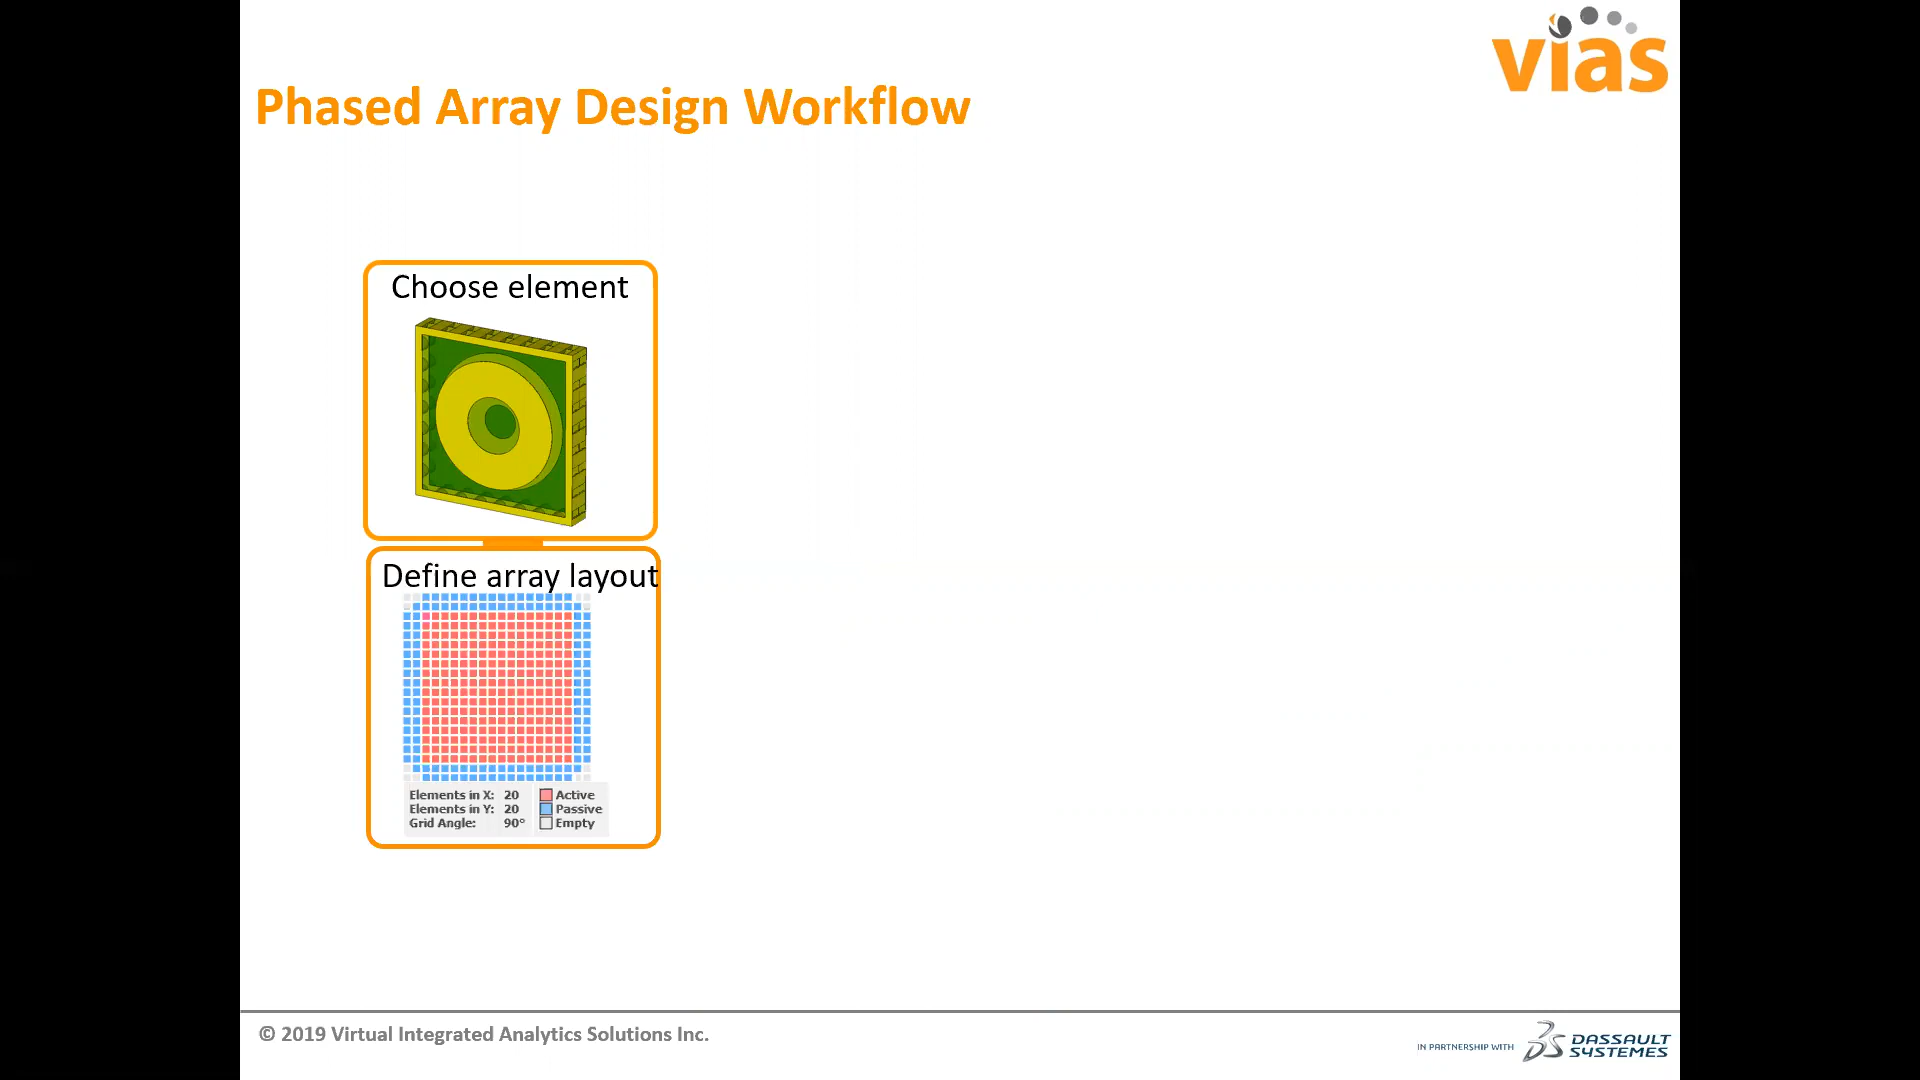 vias
Phased Array Design Workflow
Choose element
Define array layout
Elements in X: 20
Elements in Y: 20
Grid Angle: 90°
Active
Passive
Empty
© 2019 Virtual Integrated Analytics Solutions Inc.
IN PARTNERSHIP WITH
DASSAULT
SYSTEMES